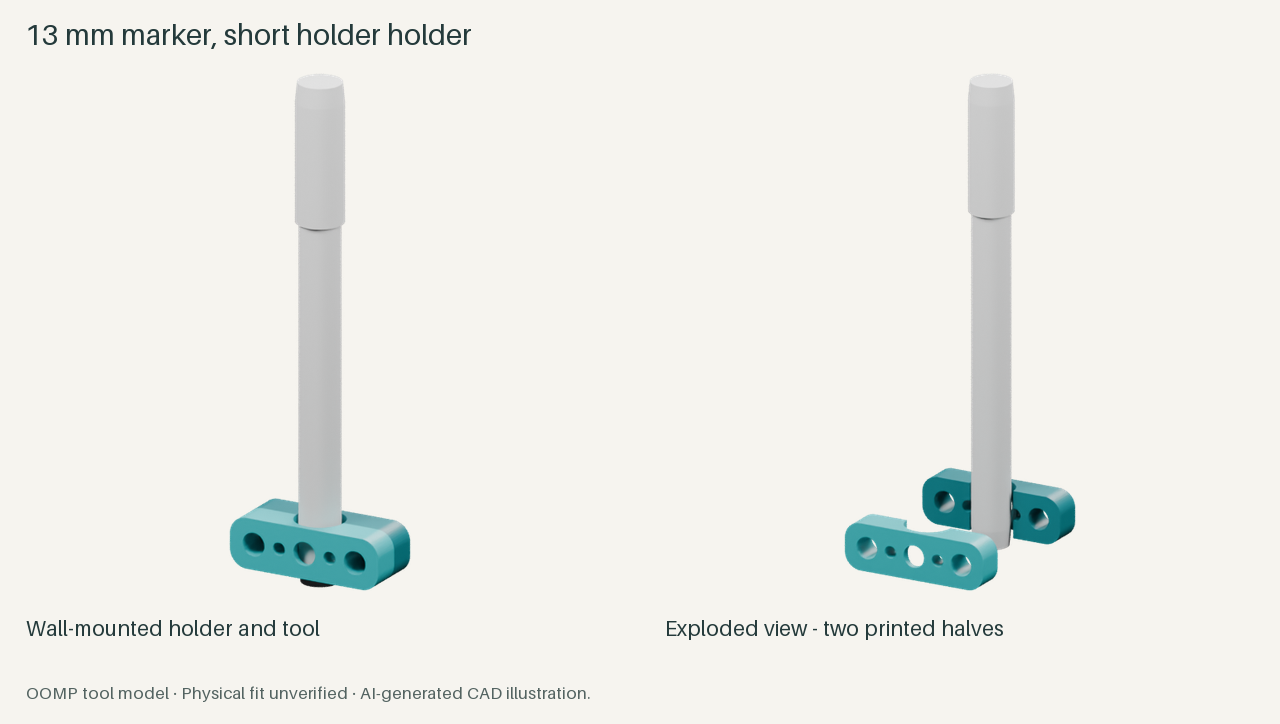 13 mm marker, short holder holder
Wall-mounted holder and tool
Exploded view - two printed halves
OOMP tool model · Physical fit unverified · AI-generated CAD illustration.